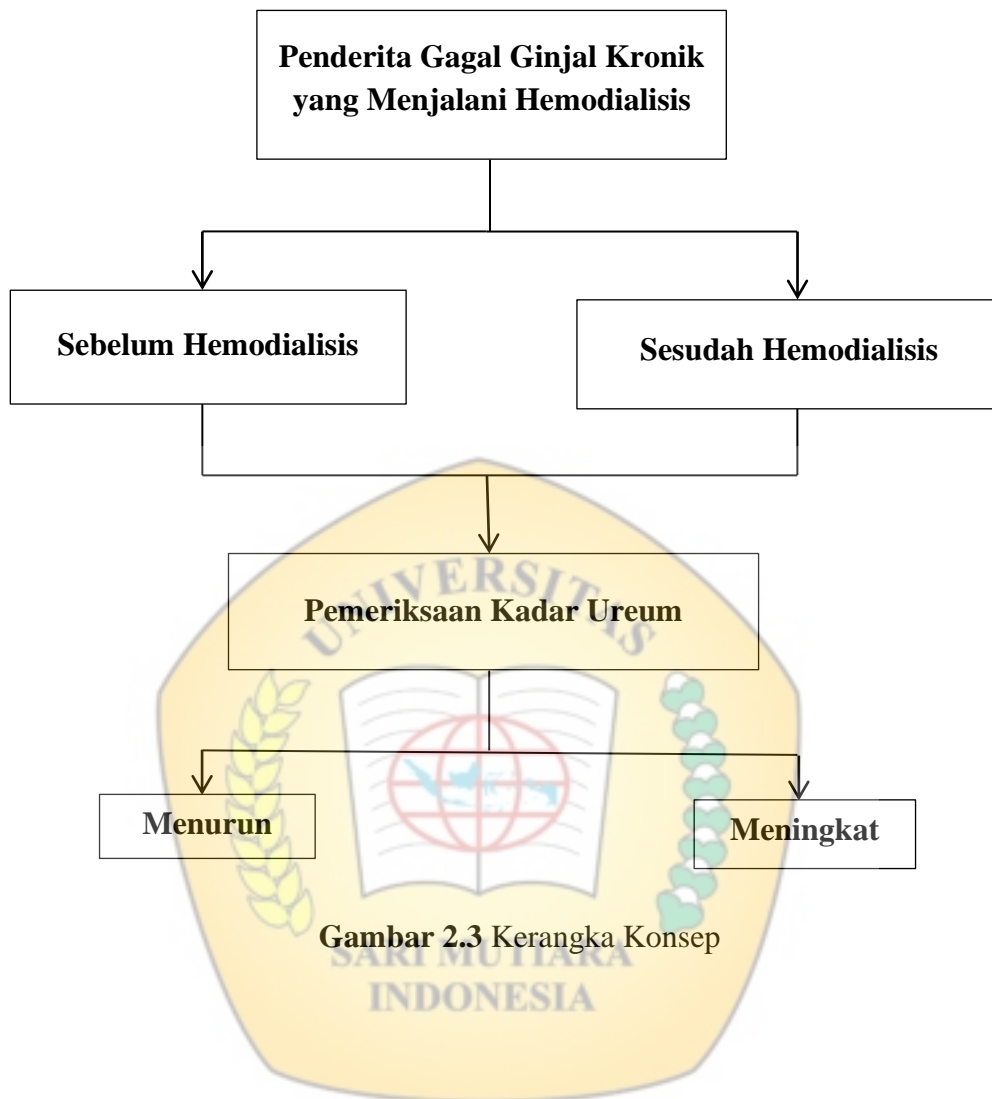 Penderita Gagal Ginjal Kronik
yang Menjalani Hemodialisis
Sebelum Hemodialisis
Sesudah Hemodialisis
UNIVERSITAS
Pemeriksaan Kadar Ureum
Menurun
Meningkat
Gambar 2.3 Kerangka Konsep
SARI MUTIARA
INDONESIA